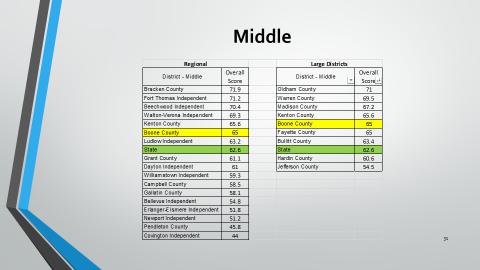 Middle
Regional
District - Middle Overall Score
Bracken County 71.9
Fort Thomas Independent 71.2
Beechwood Independent 70.4
Walton-Verona Independent 69.3
Kenton County 65.6
Boone County 65
Ludlow Independent 63.2
State 62.6
Grant County 61.1
Dayton Independent 61
Williamstown Independent 59.3
Campbell County 58.5
Gallatin County 58.1
Bellevue Independent 54.8
Erlanger-Elsmere Independent 51.8
Newport Independent 51.2
Pendleton County 45.8
Covington Independent 44
Large Districts
District - Middle Overall Score
Oldham County 71
Warren County 69.5
Madison County 67.2
Kenton County 65.6
Boone County 65
Fayette County 65
Bullitt County 63.4
State 62.6
Hardin County 60.6
Jefferson County 54.5